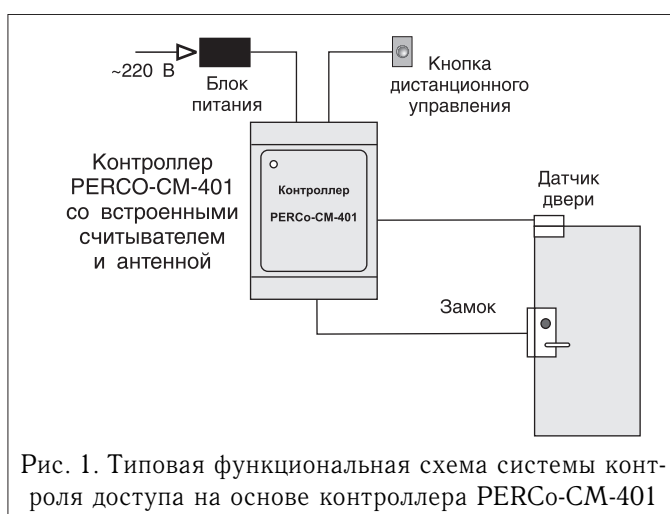 ~220 В
Блок
питания
Кнопка
дистанционного
управления
Контроллер
PERCO-CM-401
со встроенными
считывателем
и антенной
Контроллер
PERCo-CM-401
Датчик
двери
Замок
Рис. 1. Типовая функциональная схема системы конт-
роля доступа на основе контроллера PERCo-CM-401